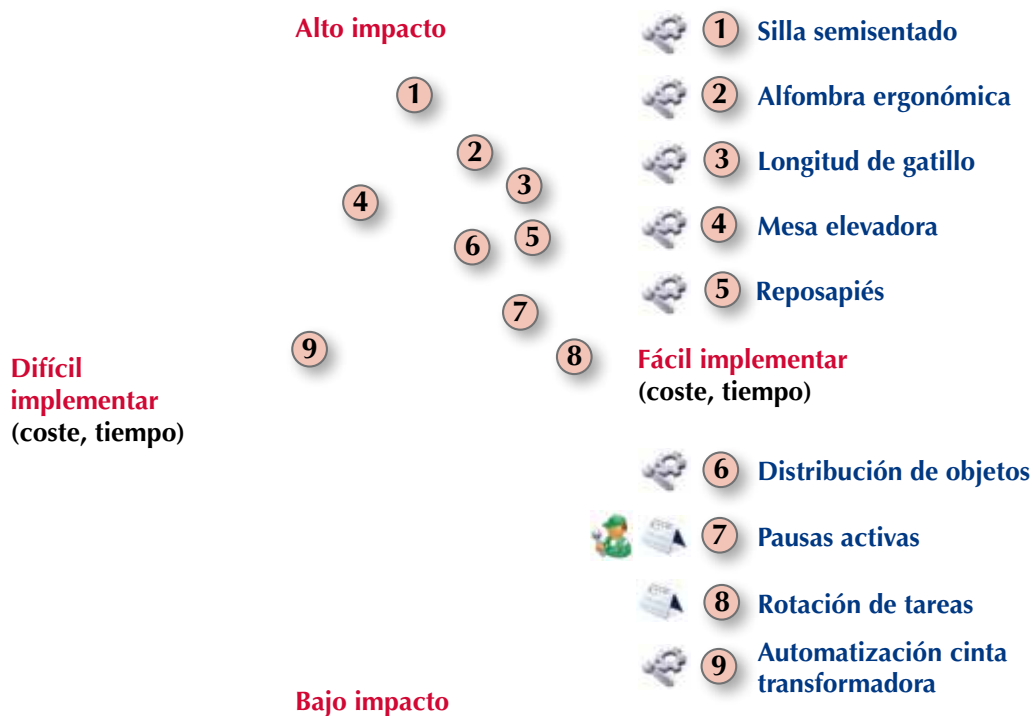 Alto impacto
1 Silla semisentado
1
2 Alfombra ergonómica
2
3 Longitud de gatillo
3
4
4 Mesa elevadora
5
6
5 Reposapiés
7
9
8
Fácil implementar
(coste, tiempo)
Difícil
implementar
(coste, tiempo)
6 Distribución de objetos
7 Pausas activas
8 Rotación de tareas
9 Automatización cinta
transformadora
Bajo impacto